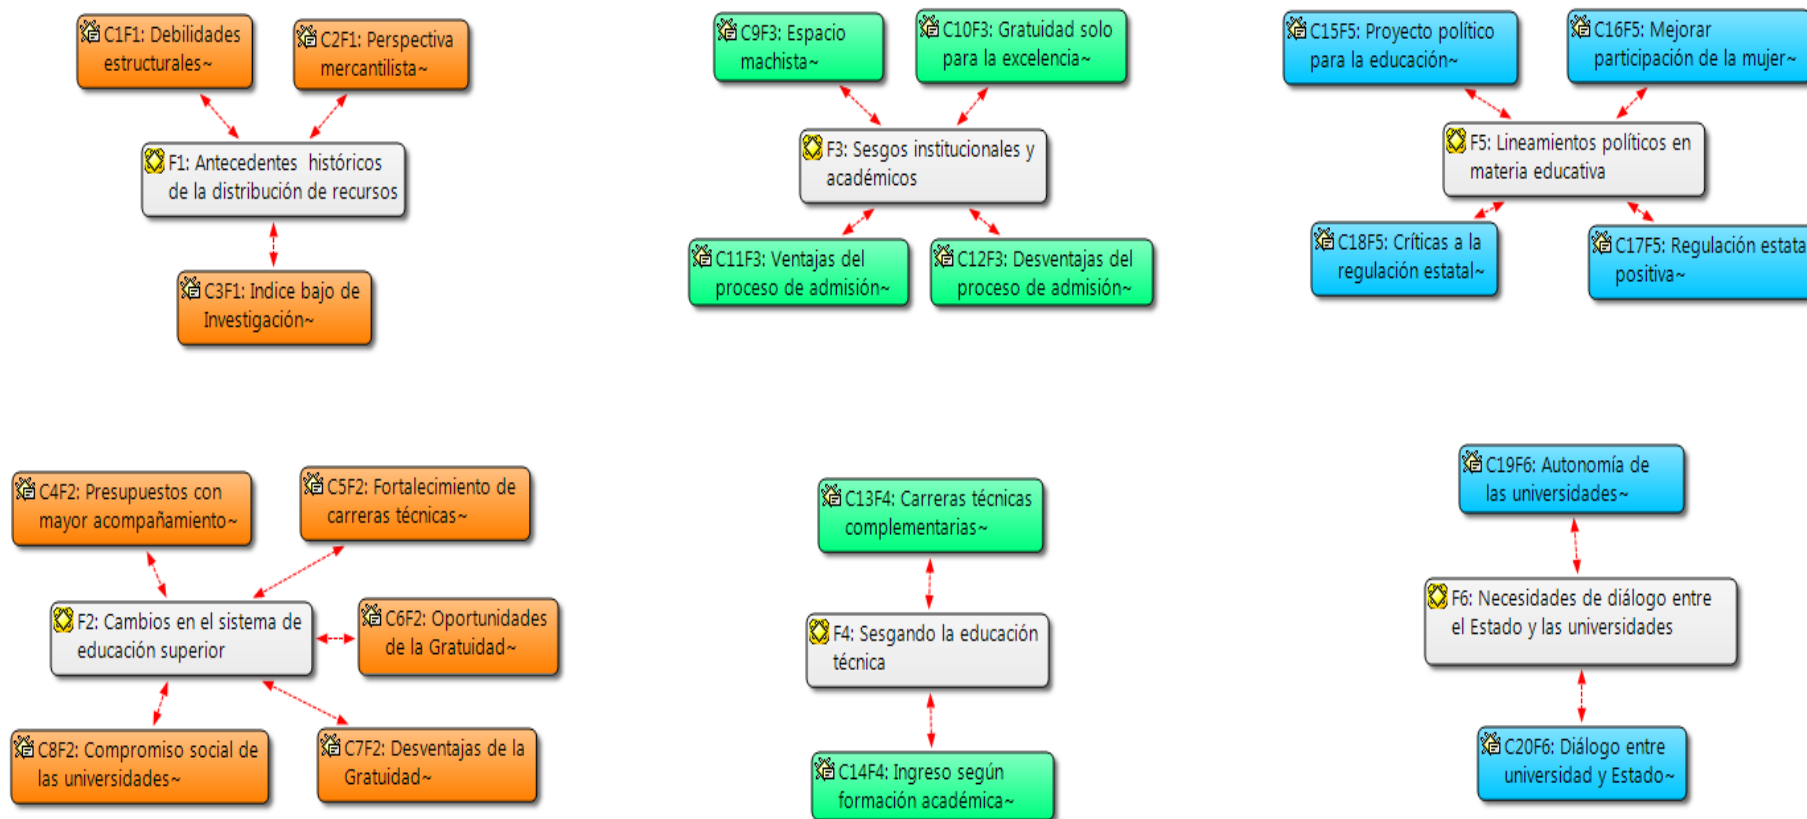 C1F1: Debilidades
estructurales~
C2F1: Perspectiva
mercantilista~
F1: Antecedentes históricos
de la distribución de recursos
C3F1: Indice bajo de
Investigación~
C9F3: Espacio
machista~
C10F3: Gratuidad solo
para la excelencia~
F3: Sesgos institucionales y
académicos
C11F3: Ventajas del
proceso de admisión~
C12F3: Desventajas del
proceso de admisión~
C15F5: Proyecto político
para la educación~
C16F5: Mejorar
participación de la mujer~
F5: Lineamientos políticos en
materia educativa
C18F5: Críticas a la
regulación estatal~
C17F5: Regulación estata
positiva~
C4F2: Presupuestos con
mayor acompañamiento~
C5F2: Fortalecimiento de
carreras técnicas~
F2: Cambios en el sistema de
educación superior
C6F2: Oportunidades
de la Gratuidad~
C8F2: Compromiso social de
las universidades~
C7F2: Desventajas de la
Gratuidad~
C13F4: Carreras técnicas
complementarias~
F4: Sesgando la educación
técnica
C14F4: Ingreso según
formación académica~
C19F6: Autonomía de
las universidades~
F6: Necesidades de diálogo entre
el Estado y las universidades
C20F6: Diálogo entre
universidad y Estado~